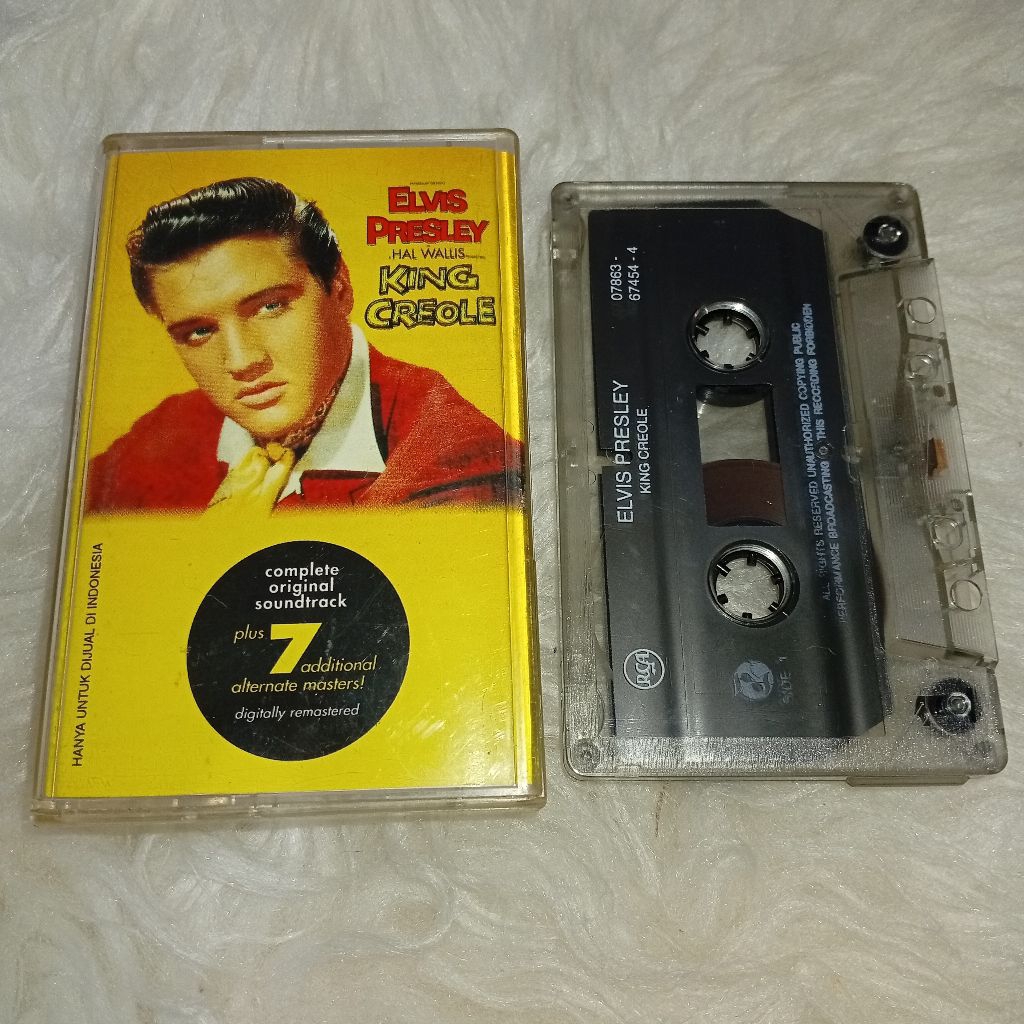 ELVIS
PRESLEY
HAL WALLIS
KING
CREOLE
HANYA UNTUK DIJUAL DI INDONESIA
complete
original
soundtrack
plus 7 additional
alternate masters!
digitally remastered
07863 -
67454 - 4
ELVIS PRESLEY
KING CREOLE
ALL RIGHTS RESERVED UNAUTHORIZED COPYING PUBLIC
PERFORMANCE BROADCASTING THIS RECORDING FORBIDDEN
RCA
SIDE 1